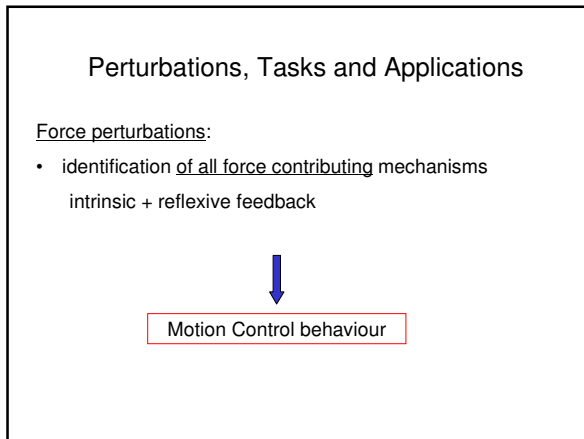 Perturbations, Tasks and Applications
Force perturbations:
• identification of all force contributing mechanisms
intrinsic + reflexive feedback
Motion Control behaviour